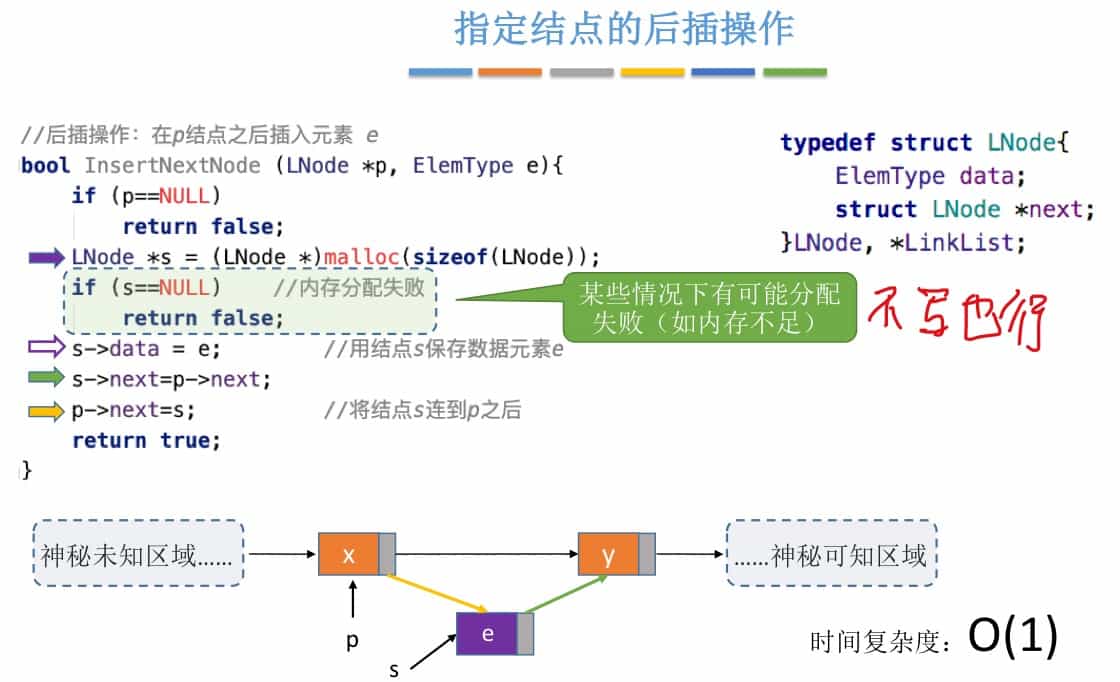 指定结点的后插操作
//后插操作：在p结点之后插入元素 e
bool InsertNextNode (LNode *p, ElemType e){
if (p==NULL)
return false;
LNode *s = (LNode *)malloc(sizeof(LNode));
if (s==NULL) //内存分配失败
return false;
s->data = e; //用结点s保存数据元素e
s->next=p->next;
p->next=s; //将结点s连到p之后
return true;
}
typedef struct LNode{
ElemType data;
struct LNode *next;
}LNode, *LinkList;
某些情况下有可能分配
失败（如内存不足）
不写也行
神秘未知区域……
x
y
……神秘可知区域
p
e
s
时间复杂度：O(1)